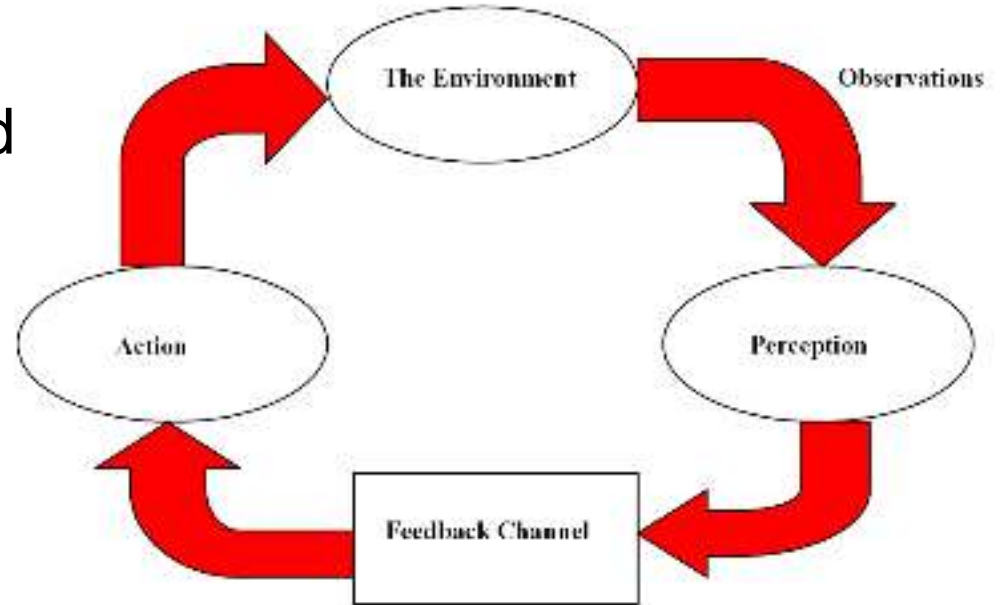 The Environment
Observations
d
Action
Perception
Feedback Channel